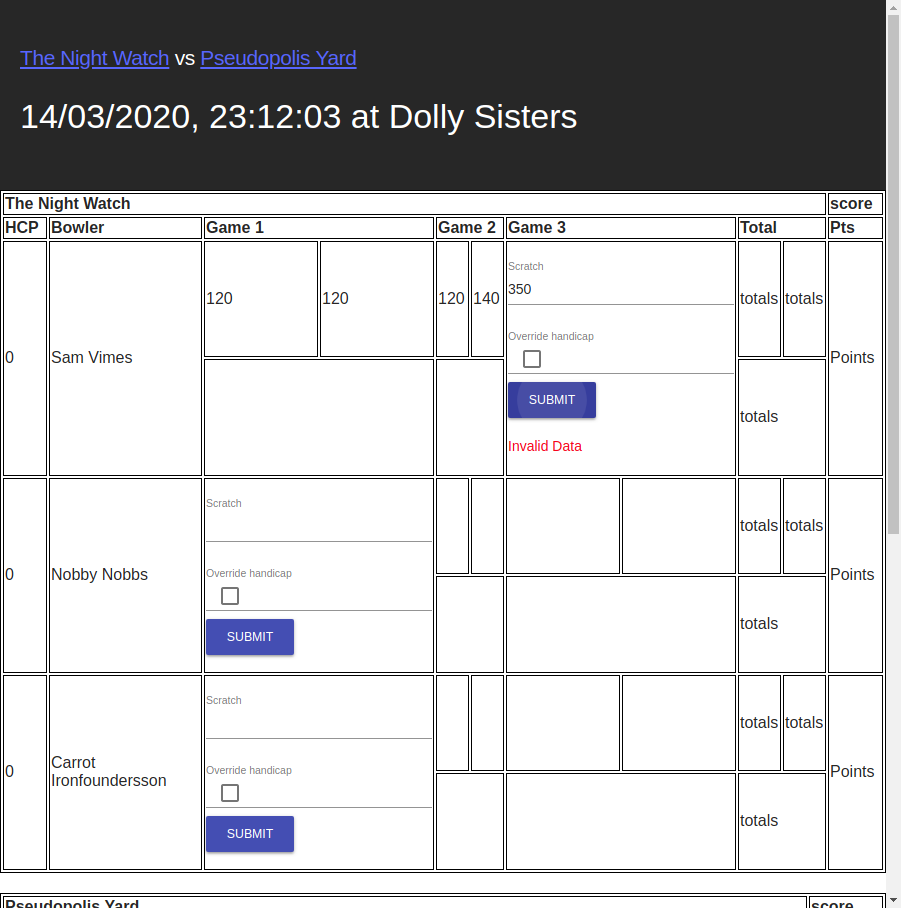 The Night Watch vs Pseudopolis Yard
14/03/2020, 23:12:03 at Dolly Sisters
The Night Watch score
HCP Bowler Game 1 Game 2 Game 3 Total Pts
0 Sam Vimes 120 120 120 140 Scratch 350 totals totals Points
Override handicap
SUBMIT totals
Invalid Data
0 Nobby Nobbs Scratch totals totals Points
Override handicap
SUBMIT totals
0 Carrot Ironfoundersson Scratch totals totals Points
Override handicap
SUBMIT totals
Pseudopolis Yard score